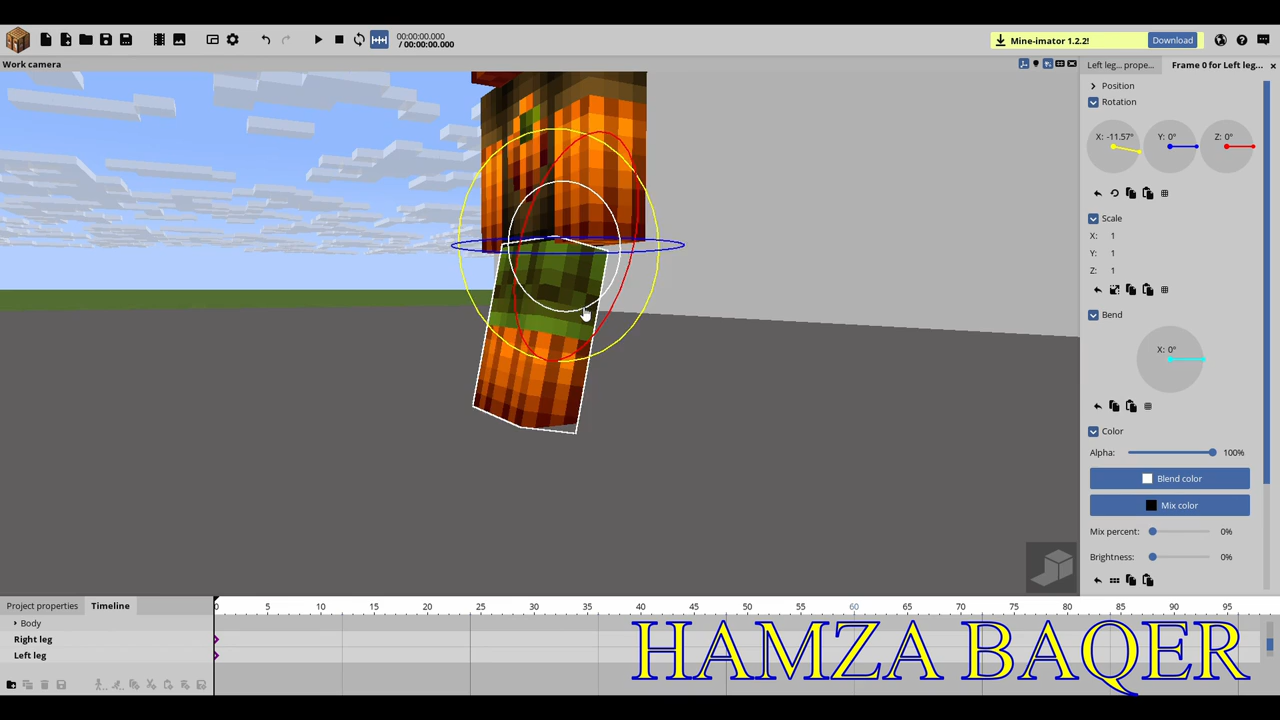 00:00:00.000
/ 00:00:00.000
Mine-imator 1.2.2!
Download
Work camera
Left leg... prope...
Frame 0 for Left leg...
Position
Rotation
X: -11.57°
Y: 0°
Z: 0°
Scale
X: 1
Y: 1
Z: 1
Bend
X: 0°
Color
Alpha:
100%
Blend color
Mix color
Mix percent:
0%
Brightness:
0%
Project properties
Timeline
0 5 10 15 20 25 30 35 40 45 50 55 60 65 70 75 80 85 90 95
Body
Right leg
Left leg
HAMZA BAQER